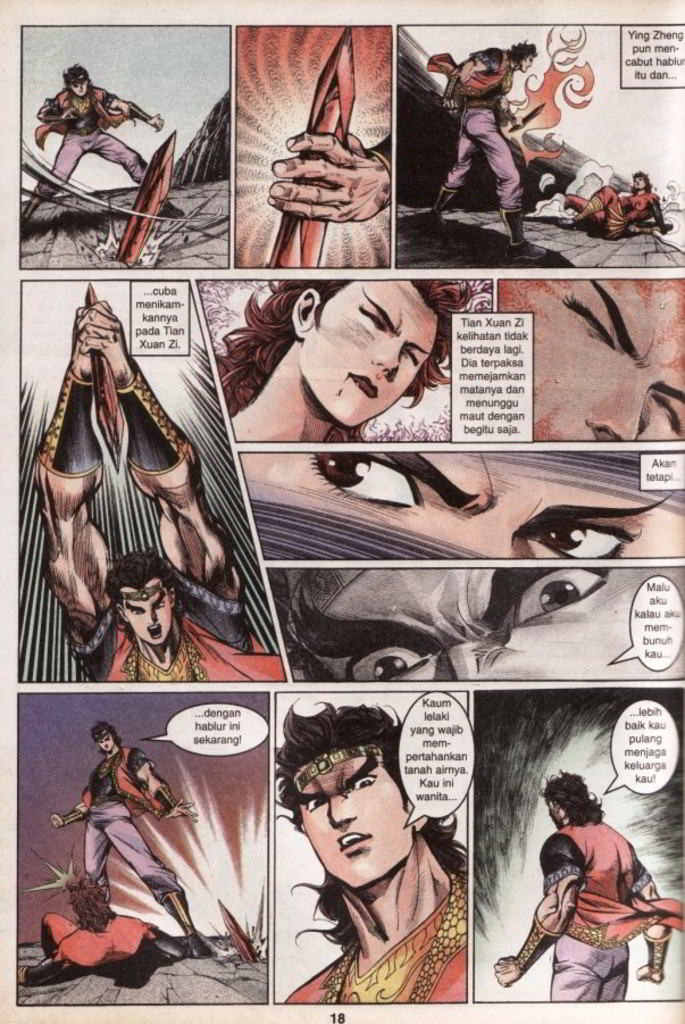 Ying Zheng
pun men-
cabut hablur
itu dan...
...cuba
menikam-
kannya
pada Tian
Xuan Zi.
Tian Xuan Zi
kelihatan tidak
berdaya lagi.
Dia terpaksa
memejamkan
matanya dan
menunggu
maut dengan
begitu saja.
Akan
tetapi...
Malu
aku
kalau aku
mem-
bunuh
kau...
...dengan
hablur ini
sekarang!
Kaum
lelaki
yang wajib
mem-
pertahankan
tanah airnya.
Kau ini
wanita...
...lebih
baik kau
pulang
menjaga
keluarga
kau!
18